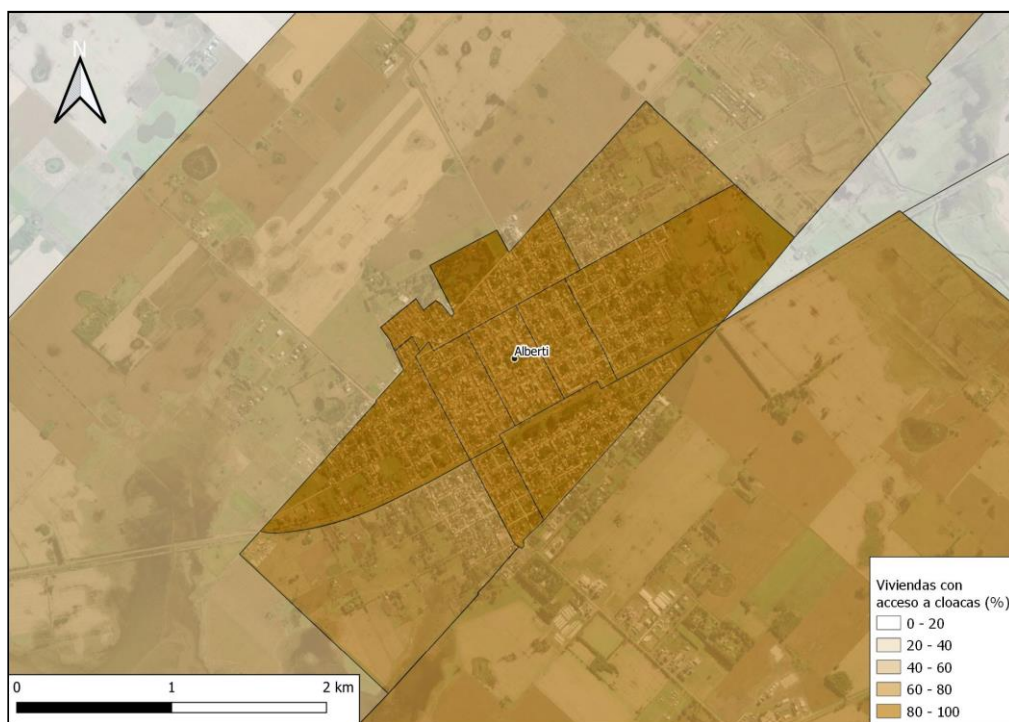 N
Alberti
Viviendas con
acceso a cloacas (%)
0 - 20
20 - 40
40 - 60
60 - 80
80 - 100
0 1 2 km